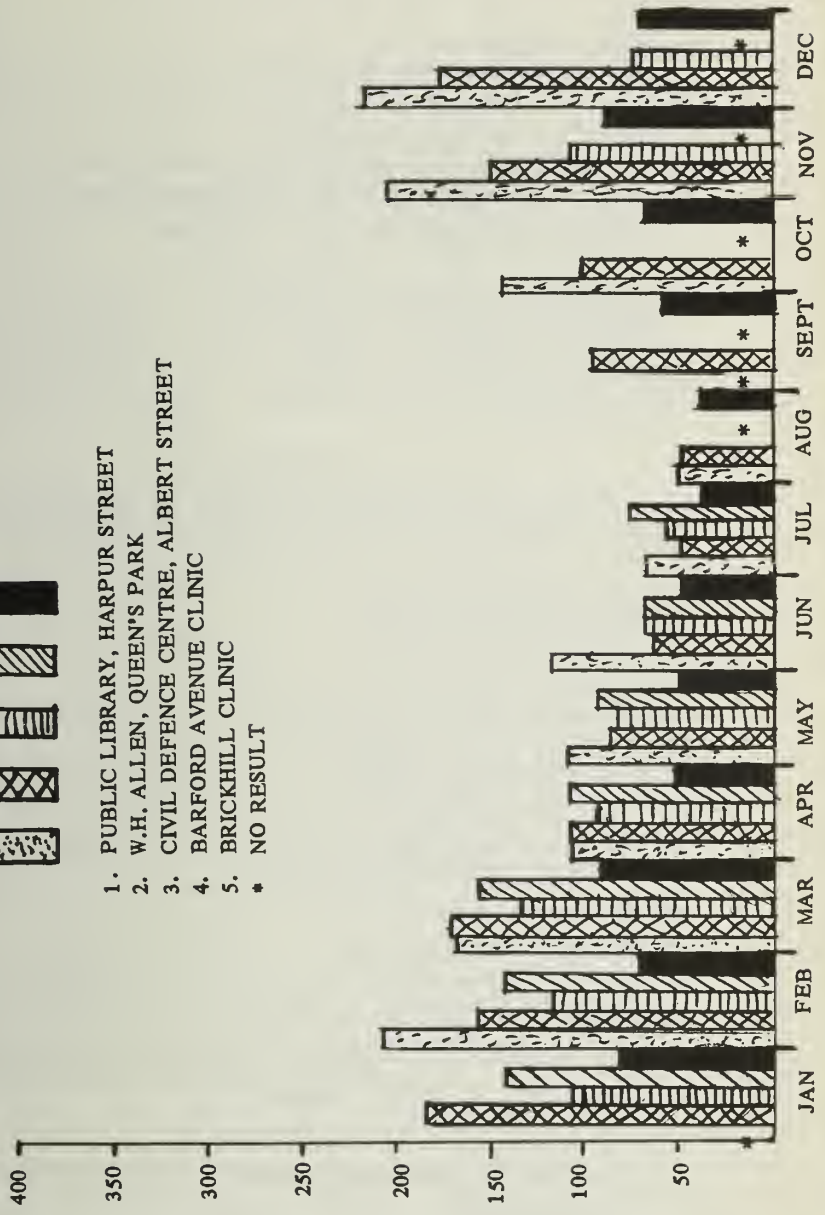 1. PUBLIC LIBRARY, HARPUR STREET
2. W.H. ALLEN, QUEEN'S PARK
3. CIVIL DEFENCE CENTRE, ALBERT STREET
4. BARFORD AVENUE CLINIC
5. BRICKHILL CLINIC
* NO RESULT
400
350
300
250
200
150
100
50
* * * * * * *
JAN FEB MAR APR MAY JUN JUL AUG SEPT OCT NOV DEC